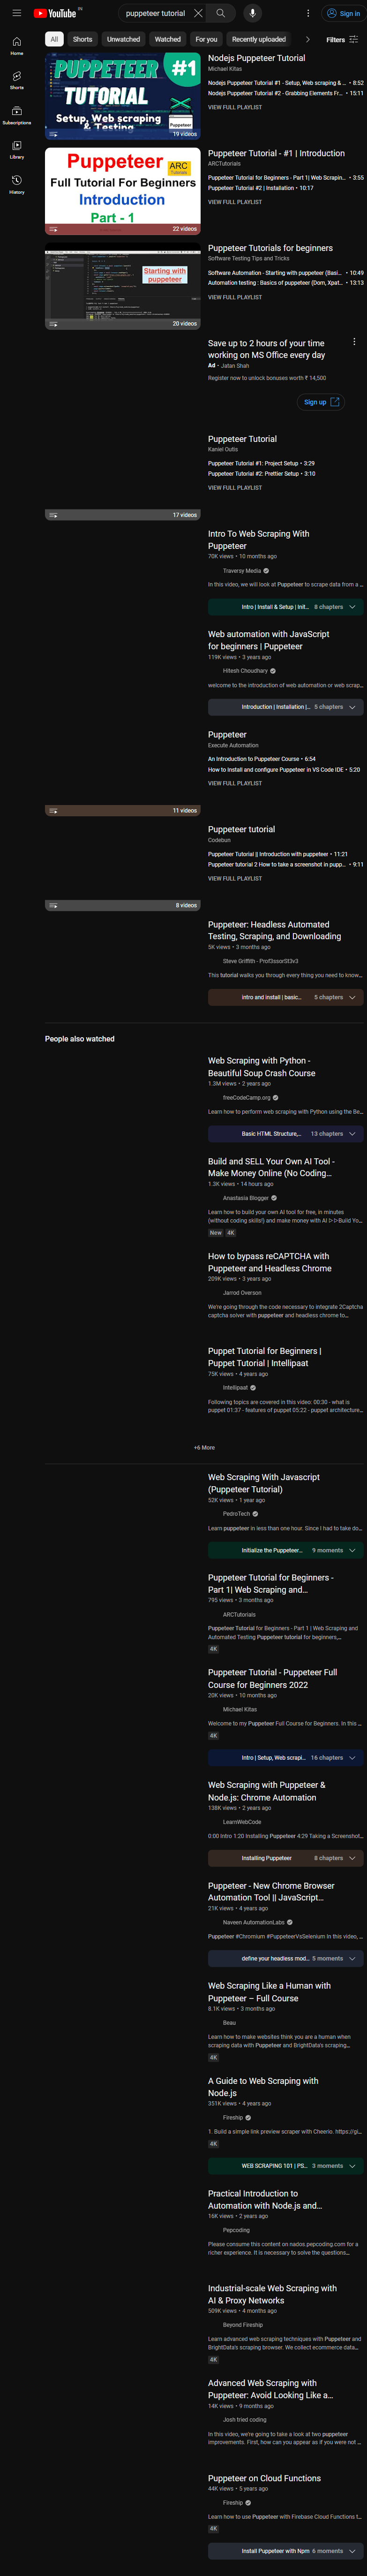 YouTube IN
puppeteer tutorial
Sign in
Home
Shorts
Subscriptions
Library
History
All
Shorts
Unwatched
Watched
For you
Recently uploaded
Filters
PUPPETEER #1
TUTORIAL
Setup, Web scraping
& Testing
Puppeteer
19 videos
Nodejs Puppeteer Tutorial
Michael Kitas
Nodejs Puppeteer Tutorial #1 - Setup, Web scraping & ... • 8:52
Nodejs Puppeteer Tutorial #2 - Grabbing Elements Fr... • 15:11
VIEW FULL PLAYLIST
Puppeteer
ARC
Tutorials
Full Tutorial For Beginners
Introduction
Part - 1
22 videos
Puppeteer Tutorial - #1 | Introduction
ARCTutorials
Puppeteer Tutorial for Beginners - Part 1| Web Scrapin... • 3:55
Puppeteer Tutorial #2 | Installation • 10:17
VIEW FULL PLAYLIST
Starting with
puppeteer
20 videos
Puppeteer Tutorials for beginners
Software Testing Tips and Tricks
Software Automation - Starting with puppeteer (Basi... • 10:49
Automation testing : Basics of puppeteer (Dom, Xpat... • 13:13
VIEW FULL PLAYLIST
Save up to 2 hours of your time
working on MS Office every day
Ad • Jatan Shah
Register now to unlock bonuses worth ₹ 14,500
Sign up
17 videos
Puppeteer Tutorial
Kaniel Outis
Puppeteer Tutorial #1: Project Setup • 3:29
Puppeteer Tutorial #2: Prettier Setup • 3:10
VIEW FULL PLAYLIST
Intro To Web Scraping With
Puppeteer
70K views • 10 months ago
Traversy Media
In this video, we will look at Puppeteer to scrape data from a ...
Intro | Install & Setup | Init... 8 chapters
Web automation with JavaScript
for beginners | Puppeteer
119K views • 3 years ago
Hitesh Choudhary
welcome to the introduction of web automation or web scrap...
Introduction | Installation |... 5 chapters
11 videos
Puppeteer
Execute Automation
An Introduction to Puppeteer Course • 6:54
How to Install and configure Puppeteer in VS Code IDE • 5:20
VIEW FULL PLAYLIST
8 videos
Puppeteer tutorial
Codebun
Puppeteer Tutorial || Introduction with puppeteer • 11:21
Puppeteer tutorial 2 How to take a screenshot in pupp... • 9:11
VIEW FULL PLAYLIST
Puppeteer: Headless Automated
Testing, Scraping, and Downloading
5K views • 3 months ago
Steve Griffith - Prof3ssorSt3v3
This tutorial walks you through every thing you need to know...
intro and install | basic... 5 chapters
People also watched
Web Scraping with Python -
Beautiful Soup Crash Course
1.3M views • 2 years ago
freeCodeCamp.org
Learn how to perform web scraping with Python using the Be...
Basic HTML Structure,... 13 chapters
Build and SELL Your Own AI Tool -
Make Money Online (No Coding...
1.3K views • 14 hours ago
Anastasia Blogger
Learn how to build your own AI tool for free, in minutes
(without coding skills!) and make money with AI ▷▷Build Yo...
New 4K
How to bypass reCAPTCHA with
Puppeteer and Headless Chrome
209K views • 3 years ago
Jarrod Overson
We're going through the code necessary to integrate 2Captcha
captcha solver with puppeteer and headless chrome to...
Puppet Tutorial for Beginners |
Puppet Tutorial | Intellipaat
75K views • 4 years ago
Intellipaat
Following topics are covered in this video: 00:30 - what is
puppet 01:37 - features of puppet 05:22 - puppet architecture...
+6 More
Web Scraping With Javascript
(Puppeteer Tutorial)
52K views • 1 year ago
PedroTech
Learn puppeteer in less than one hour. Since I had to take do...
Initialize the Puppeteer... 9 moments
Puppeteer Tutorial for Beginners -
Part 1| Web Scraping and...
795 views • 3 months ago
ARCTutorials
Puppeteer Tutorial for Beginners - Part 1 | Web Scraping and
Automated Testing Puppeteer tutorial for beginners,...
4K
Puppeteer Tutorial - Puppeteer Full
Course for Beginners 2022
20K views • 10 months ago
Michael Kitas
Welcome to my Puppeteer Full Course for Beginners. In this ...
4K
Intro | Setup, Web scrapi... 16 chapters
Web Scraping with Puppeteer &
Node.js: Chrome Automation
138K views • 2 years ago
LearnWebCode
0:00 Intro 1:20 Installing Puppeteer 4:29 Taking a Screenshot...
Installing Puppeteer 8 chapters
Puppeteer - New Chrome Browser
Automation Tool || JavaScript...
21K views • 4 years ago
Naveen AutomationLabs
Puppeteer #Chromium #PuppeteerVsSelenium In this video, ...
define your headless mod... 5 moments
Web Scraping Like a Human with
Puppeteer – Full Course
8.1K views • 3 months ago
Beau
Learn how to make websites think you are a human when
scraping data with Puppeteer and BrightData's scraping...
4K
A Guide to Web Scraping with
Node.js
351K views • 4 years ago
Fireship
1. Build a simple link preview scraper with Cheerio. https://gi...
4K
WEB SCRAPING 101 | PS... 3 moments
Practical Introduction to
Automation with Node.js and...
16K views • 2 years ago
Pepcoding
Please consume this content on nados.pepcoding.com for a
richer experience. It is necessary to solve the questions...
Industrial-scale Web Scraping with
AI & Proxy Networks
509K views • 4 months ago
Beyond Fireship
Learn advanced web scraping techniques with Puppeteer and
BrightData's scraping browser. We collect ecommerce data...
4K
Advanced Web Scraping with
Puppeteer: Avoid Looking Like a...
14K views • 9 months ago
Josh tried coding
In this video, we're going to take a look at two puppeteer
improvements. First, how can you appear as if you were not ...
Puppeteer on Cloud Functions
44K views • 5 years ago
Fireship
Learn how to use Puppeteer with Firebase Cloud Functions t...
4K
Install Puppeteer with Npm 6 moments